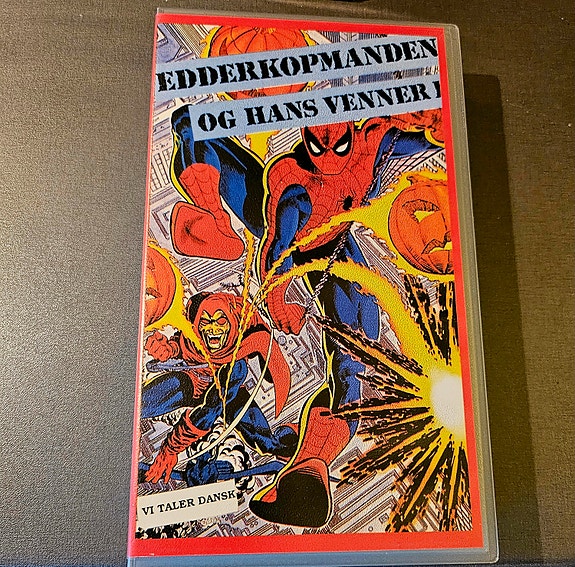 EDDERKOPMANDEN
OG HANS VENNER
VI TALER DANSK